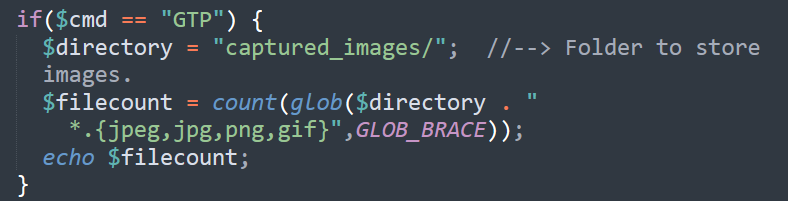 if($cmd == "GTP") {
$directory = "captured_images/";  //--> Folder to store
images.
$filecount = count(glob($directory . "
*.{jpeg,jpg,png,gif}",GLOB_BRACE));
echo $filecount;
}